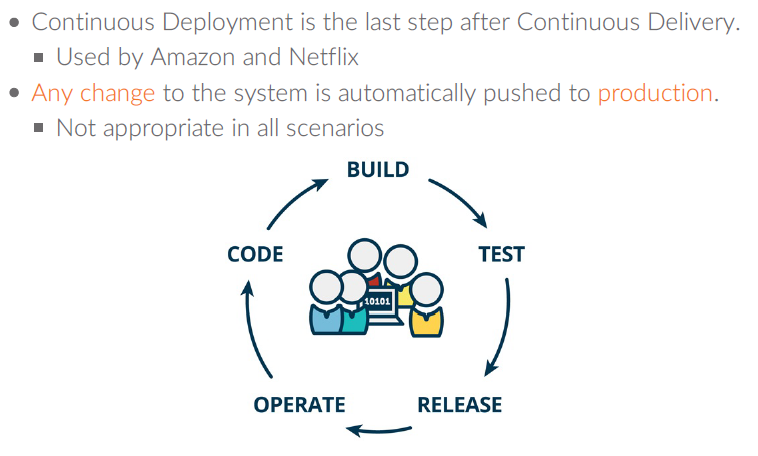 • Continuous Deployment is the last step after Continuous Delivery.
▪ Used by Amazon and Netflix
• Any change to the system is automatically pushed to production.
▪ Not appropriate in all scenarios
BUILD
CODE
TEST
10101
OPERATE
RELEASE